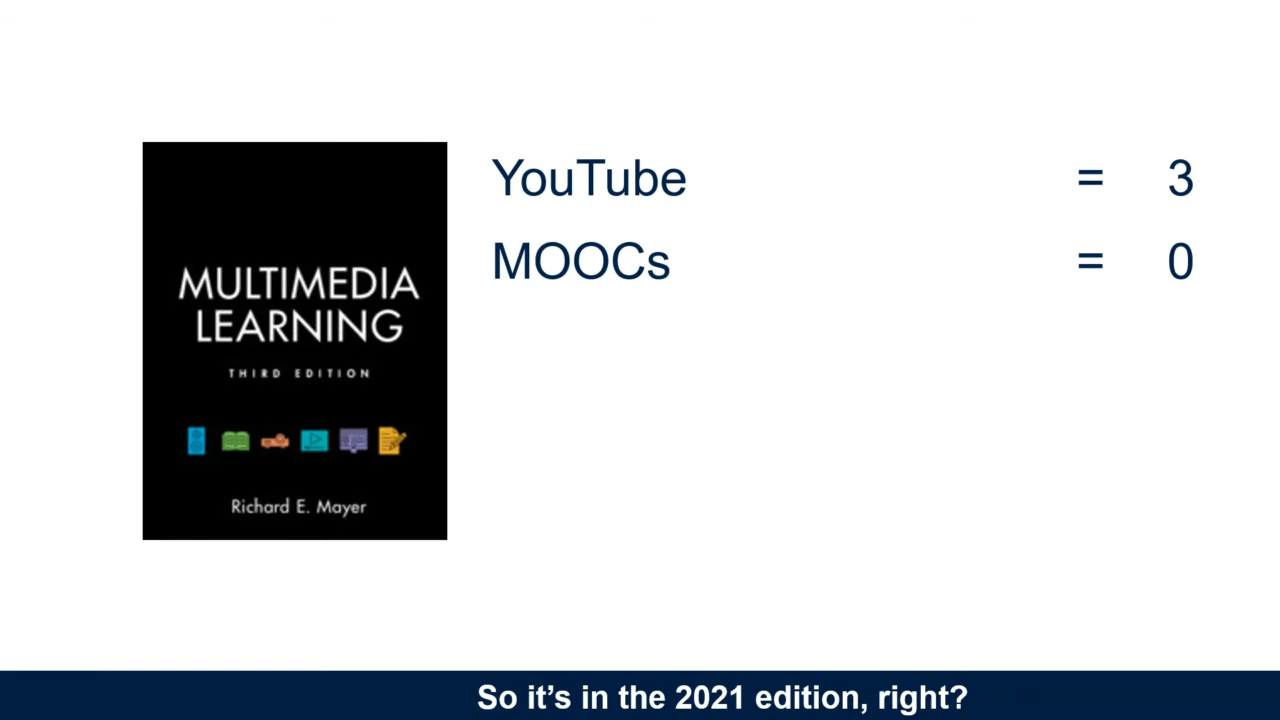 YouTube = 3
MOOCs = 0
MULTIMEDIA
LEARNING
THIRD EDITION
Richard E. Mayer
So it’s in the 2021 edition, right?